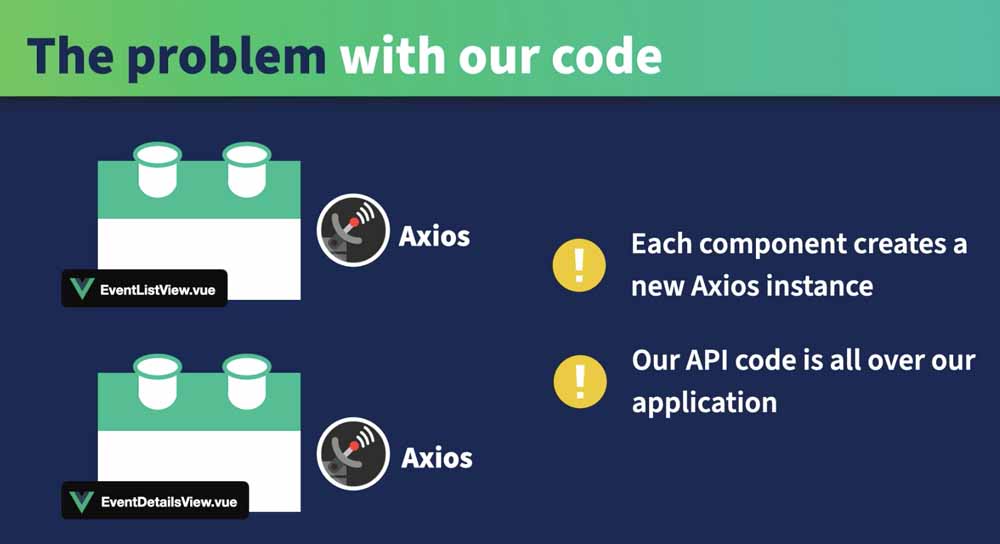 The problem with our code
Axios
EventListView.vue
Each component creates a
new Axios instance
Our API code is all over our
application
Axios
EventDetailsView.vue